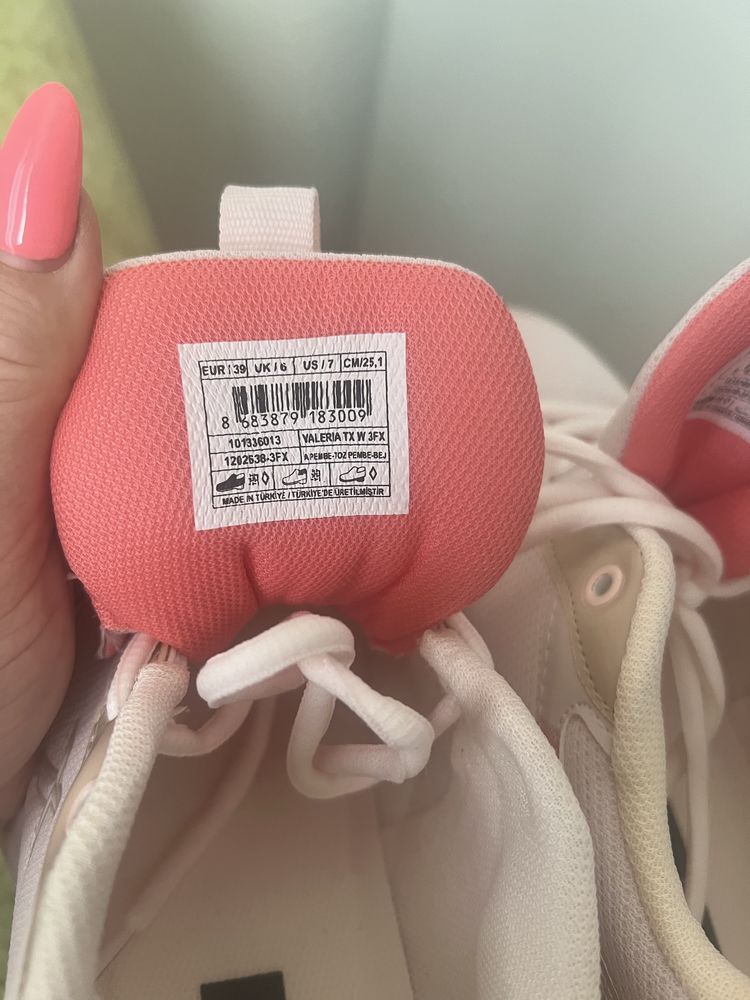 EUR / 39 UK / 6 US / 7 CM/25,1
8 683879 183009
101336013 VALERIA TX W 3FX
1202638-3FX A.PEMBE-TOZ PEMBE-BEJ
MADE IN TÜRKİYE / TÜRKİYE'DE ÜRETİLMİŞTİR